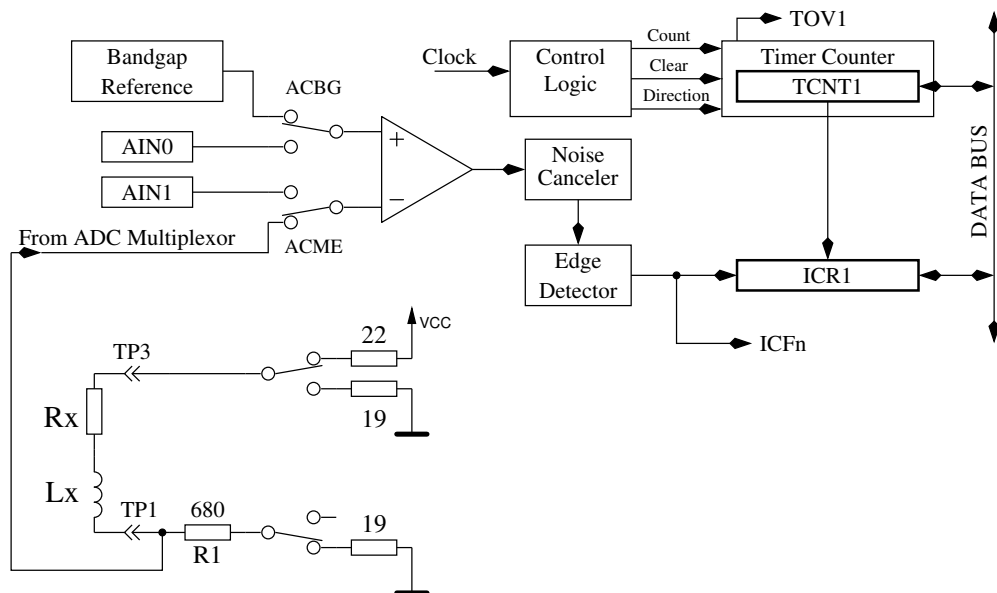 TOV1
Bandgap
Reference
ACBG
Clock
Control
Logic
Count
Clear
Direction
Timer Counter
TCNT1
AIN0
AIN1
+
−
Noise
Canceler
DATA BUS
From ADC Multiplexor
ACME
Edge
Detector
ICR1
ICFn
VCC
22
TP3
19
Rx
Lx
TP1
680
R1
19